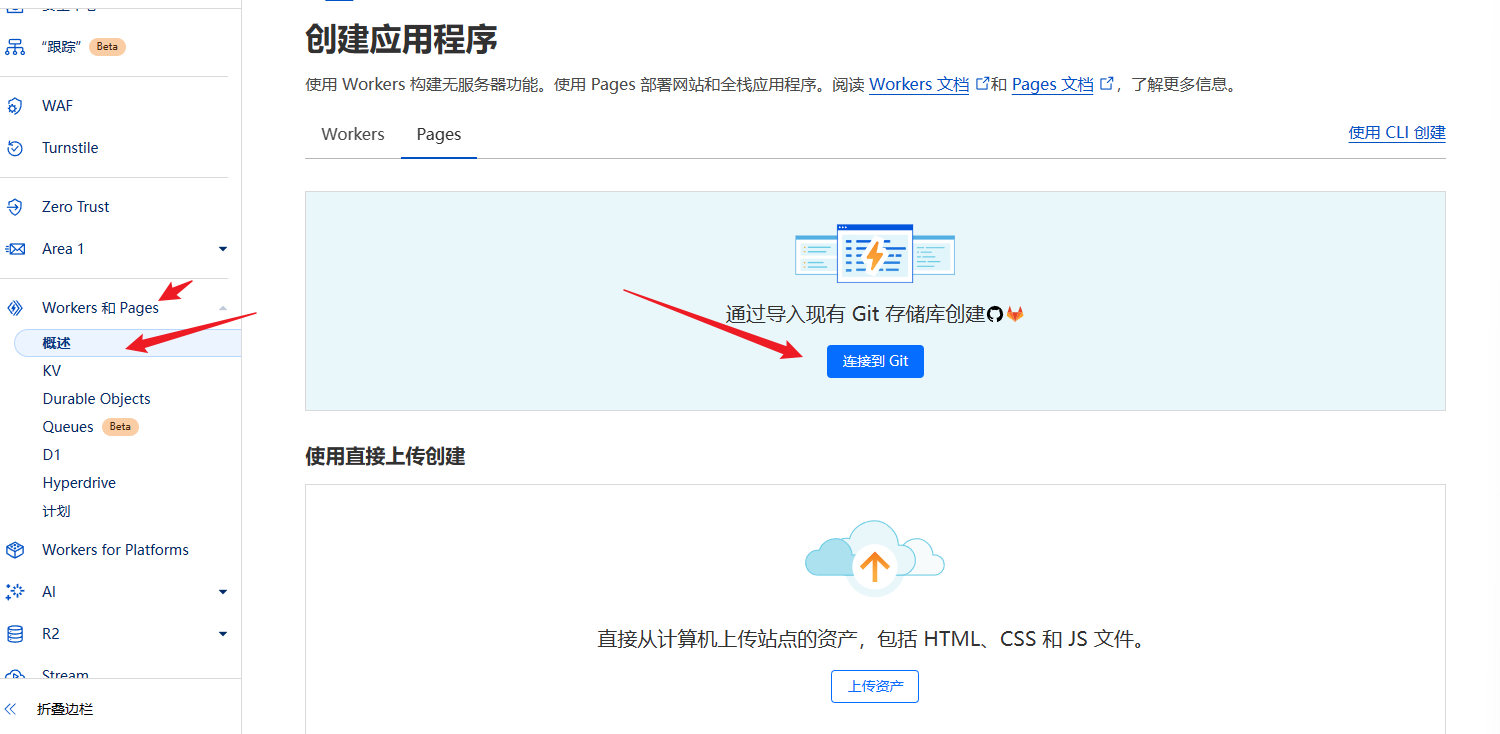 “跟踪” Beta
WAF
Turnstile
Zero Trust
Area 1
Workers 和 Pages
概述
KV
Durable Objects
Queues Beta
D1
Hyperdrive
计划
Workers for Platforms
AI
R2
Stream
折叠边栏
创建应用程序
使用 Workers 构建无服务器功能。使用 Pages 部署网站和全栈应用程序。阅读 Workers 文档 和 Pages 文档 ，了解更多信息。
Workers Pages
使用 CLI 创建
通过导入现有 Git 存储库创建
连接到 Git
使用直接上传创建
直接从计算机上传站点的资产，包括 HTML、CSS 和 JS 文件。
上传资产